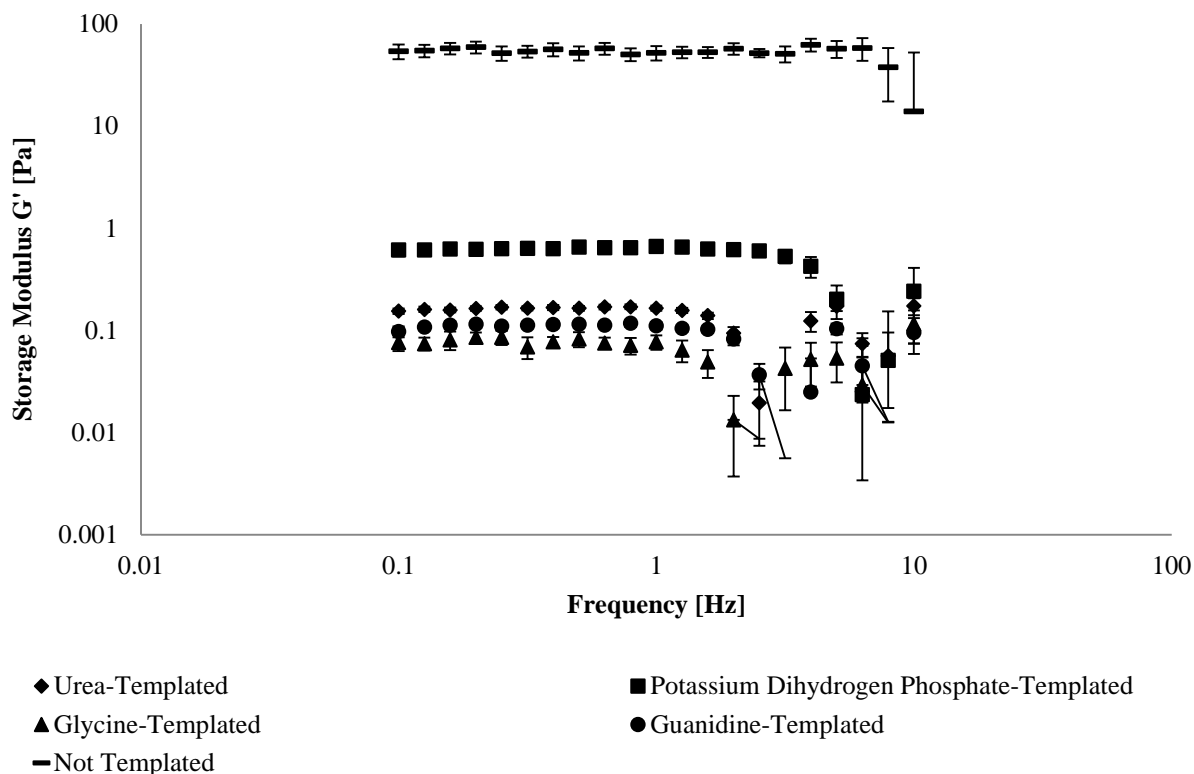 100
10
1
0.1
0.01
0.001
Storage Modulus G' [Pa]
0.01 0.1 1 10 100
Frequency [Hz]
Urea-Templated
Potassium Dihydrogen Phosphate-Templated
Glycine-Templated
Guanidine-Templated
Not Templated